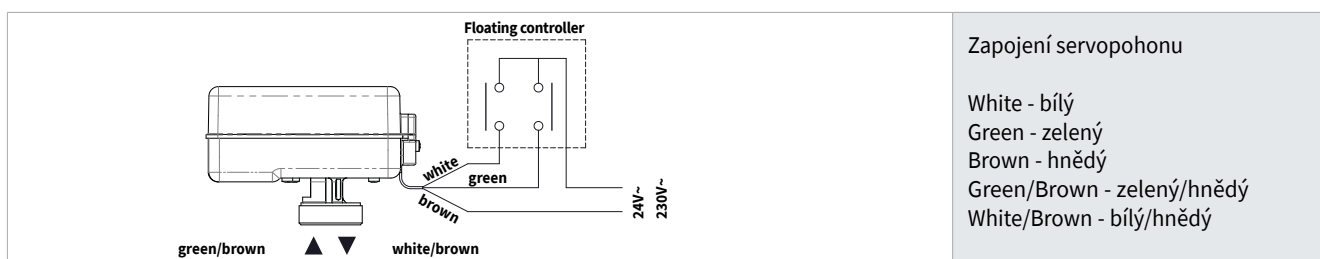 Floating controller
white
green
brown
24V~
230V~
green/brown
white/brown
Zapojení servopohonu
White - bílý
Green - zelený
Brown - hnědý
Green/Brown - zelený/hnědý
White/Brown - bílý/hnědý